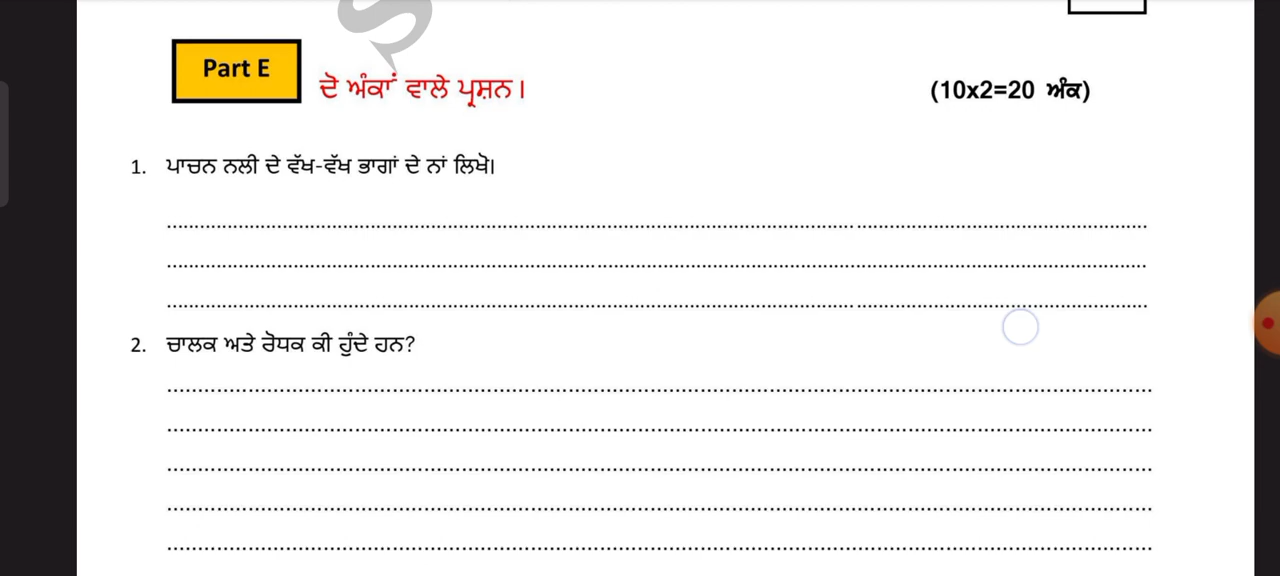 Part E
ਦੋ ਅੰਕਾਂ ਵਾਲੇ ਪ੍ਰਸ਼ਨ। (10x2=20 ਅੰਕ)
1. ਪਾਚਨ ਨਲੀ ਦੇ ਵੱਖ-ਵੱਖ ਭਾਗਾਂ ਦੇ ਨਾਂ ਲਿਖੋ।
2. ਚਾਲਕ ਅਤੇ ਰੋਧਕ ਕੀ ਹੁੰਦੇ ਹਨ?